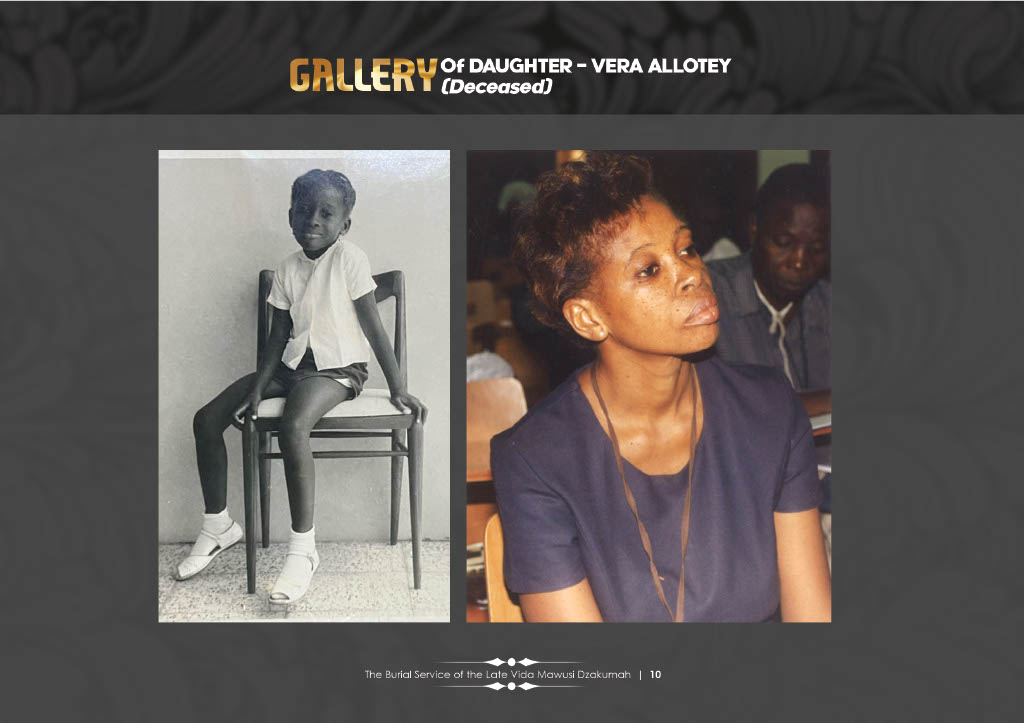 GALLERY Of DAUGHTER – VERA ALLOTEY
(Deceased)
The Burial Service of the Late Vida Mawusi Dzakumah | 10